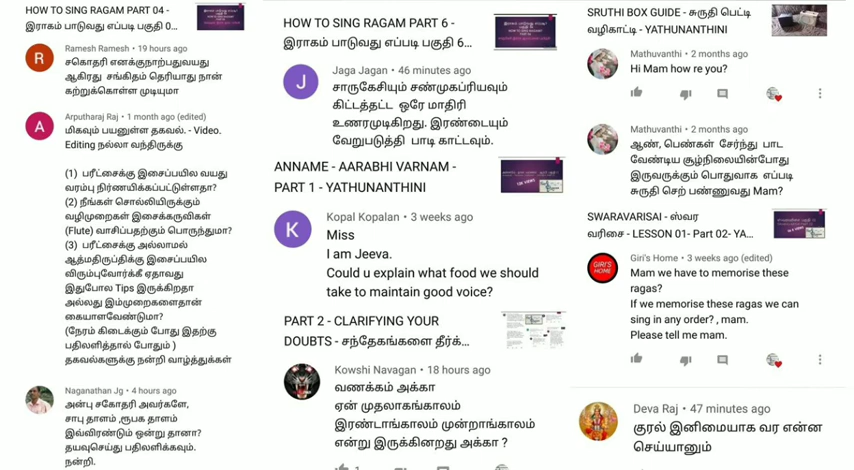 HOW TO SING RAGAM PART 04 -
இராகம் பாடுவது எப்படி பகுதி 0...
Ramesh Ramesh • 19 hours ago
சகொதரி எனக்குநாற்பதுவயது
ஆகிரது சங்கிதம் தெரியாது நான்
கற்றுக்கொள்ள முடியுமா
Arputharaj Raj • 1 month ago (edited)
மிகவும் பயனுள்ள தகவல். - Video.
Editing நல்லா வந்திருக்கு
(1) பரீட்சைக்கு இசைப்பயில வயது
வரம்பு நிர்ணயிக்கப்பட்டுள்ளதா?
(2) நீங்கள் சொல்லியிருக்கும்
வழிமுறைகள் இசைக்கருவிகள்
(Flute) வாசிப்பதற்கும் பொருந்துமா?
(3) பரீட்சைக்கு அல்லாமல்
ஆத்மதிருப்திக்கு இசைப்பயில
விரும்புவோர்க்கீ ஏதாவது
இதுபோல Tips இருக்கிறதா
அல்லது இம்முறைகளைதான்
கையாளவேண்டுமா?
(நேரம் கிடைக்கும் போது இதற்கு
பதிலளித்தால் போதும் )
தகவல்களுக்கு நன்றி வாழ்த்துக்கள்
Naganathan Jg • 4 hours ago
அன்பு சகோதரி அவர்களே,
சாபு தாளம் ,ரூபக தாளம்
இவ்விரண்டும் ஒன்று தானா?
தயவுசெய்து பதிலளிக்கவும்.
நன்றி.
HOW TO SING RAGAM PART 6 -
இராகம் பாடுவது எப்படி பகுதி 6...
Jaga Jagan • 46 minutes ago
சாருகேசியும் சண்முகப்ரியவும்
கிட்டத்தட்ட ஒரே மாதிரி
உணரமுடிகிறது. இரண்டையும்
வேறுபடுத்தி பாடி காட்டவும்.
ANNAME - AARABHI VARNAM -
PART 1 - YATHUNANTHINI
Kopal Kopalan • 3 weeks ago
Miss
I am Jeeva.
Could u explain what food we should
take to maintain good voice?
PART 2 - CLARIFYING YOUR
DOUBTS - சந்தேகங்களை தீர்க்...
Kowshi Navagan • 18 hours ago
வணக்கம் அக்கா
ஏன் முதலாகங்காலம்
இரண்டாங்காலம் முன்றாங்காலம்
என்று இருக்கினறது அக்கா ?
SRUTHI BOX GUIDE - சுருதி பெட்டி
வழிகாட்டி - YATHUNANTHINI
Mathuvanthi • 2 months ago
Hi Mam how re you?
Mathuvanthi • 2 months ago
ஆண், பெண்கள் சேர்ந்து பாட
வேண்டிய சூழ்நிலையின்போது
இருவருக்கும் பொதுவாக எப்படி
சுருதி செற் பண்ணுவது Mam?
SWARAVARISAI - ஸ்வர
வரிசை - LESSON 01- Part 02- YA...
GIRI'S
HOME
Giri's Home • 3 weeks ago (edited)
Mam we have to memorise these
ragas?
If we memorise these ragas we can
sing in any order? , mam.
Please tell me mam.
Deva Raj • 47 minutes ago
குரல் இனிமையாக வர என்ன
செய்யானும்